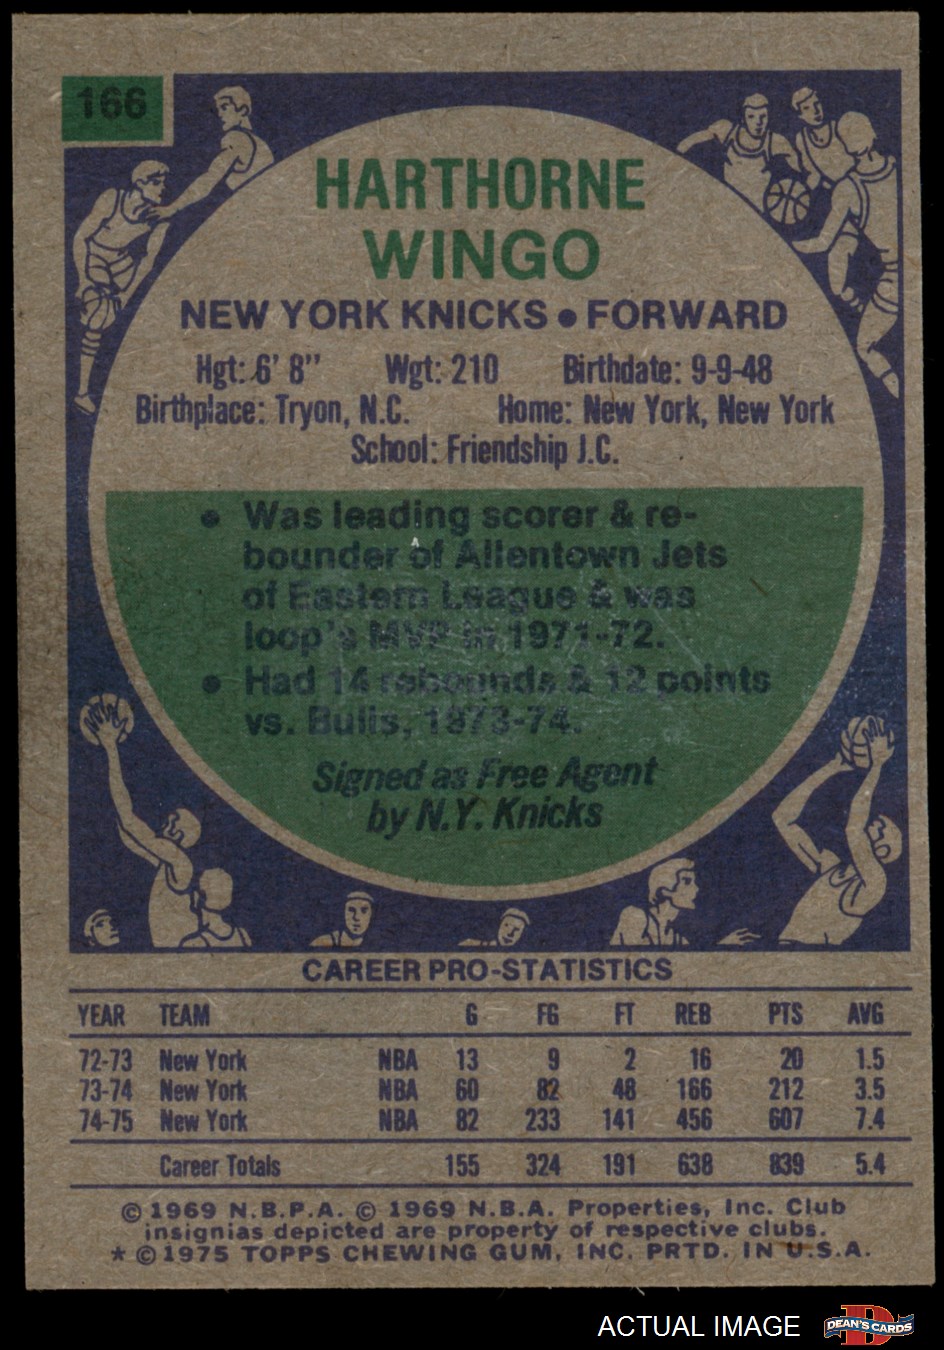 166
HARTHORNE
WINGO
NEW YORK KNICKS • FORWARD
Hgt: 6' 8" Wgt: 210 Birthdate: 9-9-48
Birthplace: Tryon, N.C. Home: New York, New York
School: Friendship J.C.
• Was leading scorer & re-
bounder of Allentown Jets
of Eastern League & was
loop's MVP in 1971-72.
• Had 14 rebounds & 12 points
vs. Bulls, 1973-74.
Signed as Free Agent
by N.Y. Knicks
CAREER PRO-STATISTICS
YEAR TEAM G FG FT REB PTS AVG
72-73 New York NBA 13 9 2 16 20 1.5
73-74 New York NBA 60 82 48 166 212 3.5
74-75 New York NBA 82 233 141 456 607 7.4
Career Totals 155 324 191 638 839 5.4
© 1969 N.B.P.A. © 1969 N.B.A. Properties, Inc. Club
insignias depicted are property of respective clubs.
* © 1975 TOPPS CHEWING GUM, INC. PRTD. IN U.S.A.
ACTUAL IMAGE D DEAN'S CARDS